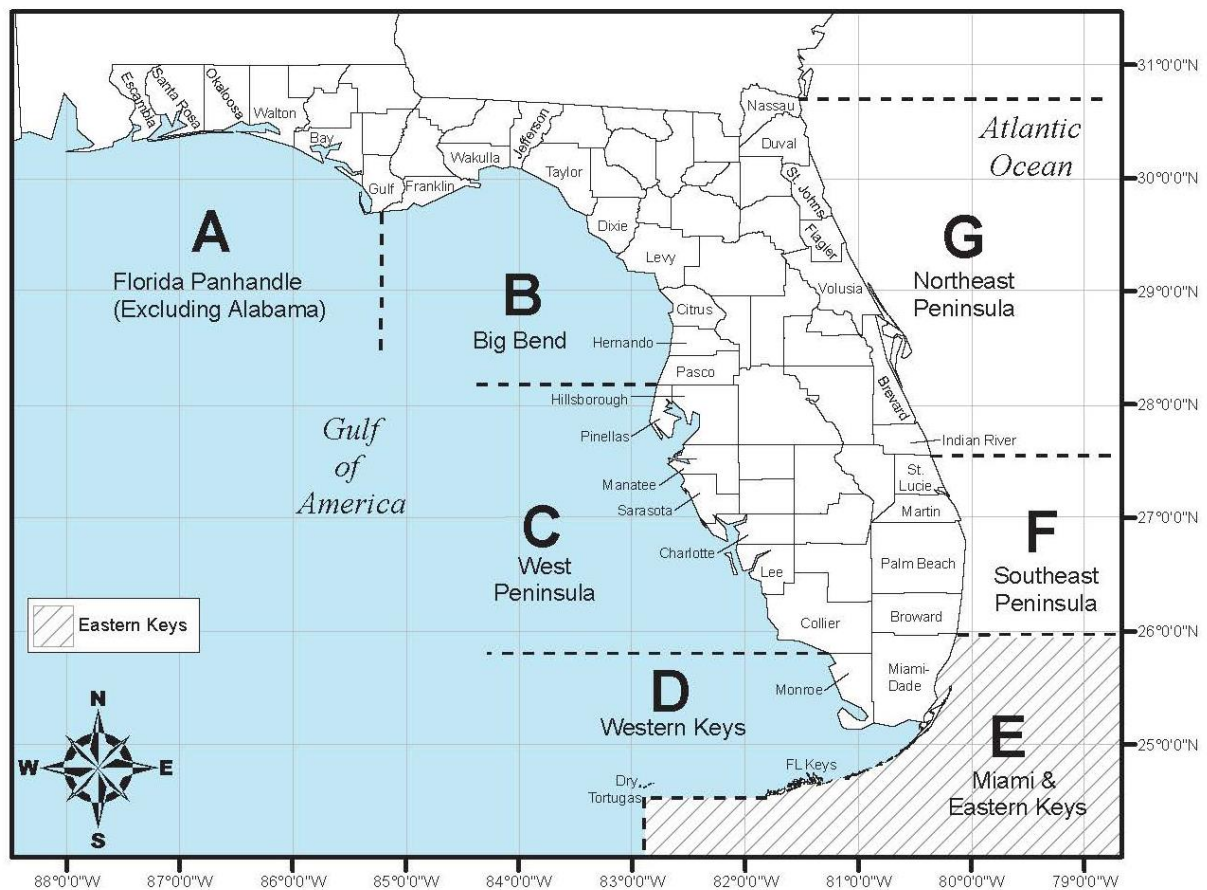 31°0'0"N
30°0'0"N
29°0'0"N
28°0'0"N
27°0'0"N
26°0'0"N
25°0'0"N
Escambia
Santa Rosa
Okaloosa
Walton
Bay
Gulf
Franklin
Wakulla
Jefferson
Taylor
Dixie
Levy
Citrus
Hernando
Pasco
Hillsborough
Pinellas
Manatee
Sarasota
Charlotte
Lee
Collier
Monroe
Nassau
Duval
St. Johns
Flagler
Volusia
Brevard
Indian River
St.
Lucie
Martin
Palm Beach
Broward
Miami-
Dade
FL Keys
Dry
Tortugas
Atlantic
Ocean
Gulf
of
America
A
Florida Panhandle
(Excluding Alabama)
B
Big Bend
C
West
Peninsula
D
Western Keys
E
Miami &
Eastern Keys
F
Southeast
Peninsula
G
Northeast
Peninsula
Eastern Keys
N
W
E
S
88°0'0"W
87°0'0"W
86°0'0"W
85°0'0"W
84°0'0"W
83°0'0"W
82°0'0"W
81°0'0"W
80°0'0"W
79°0'0"W